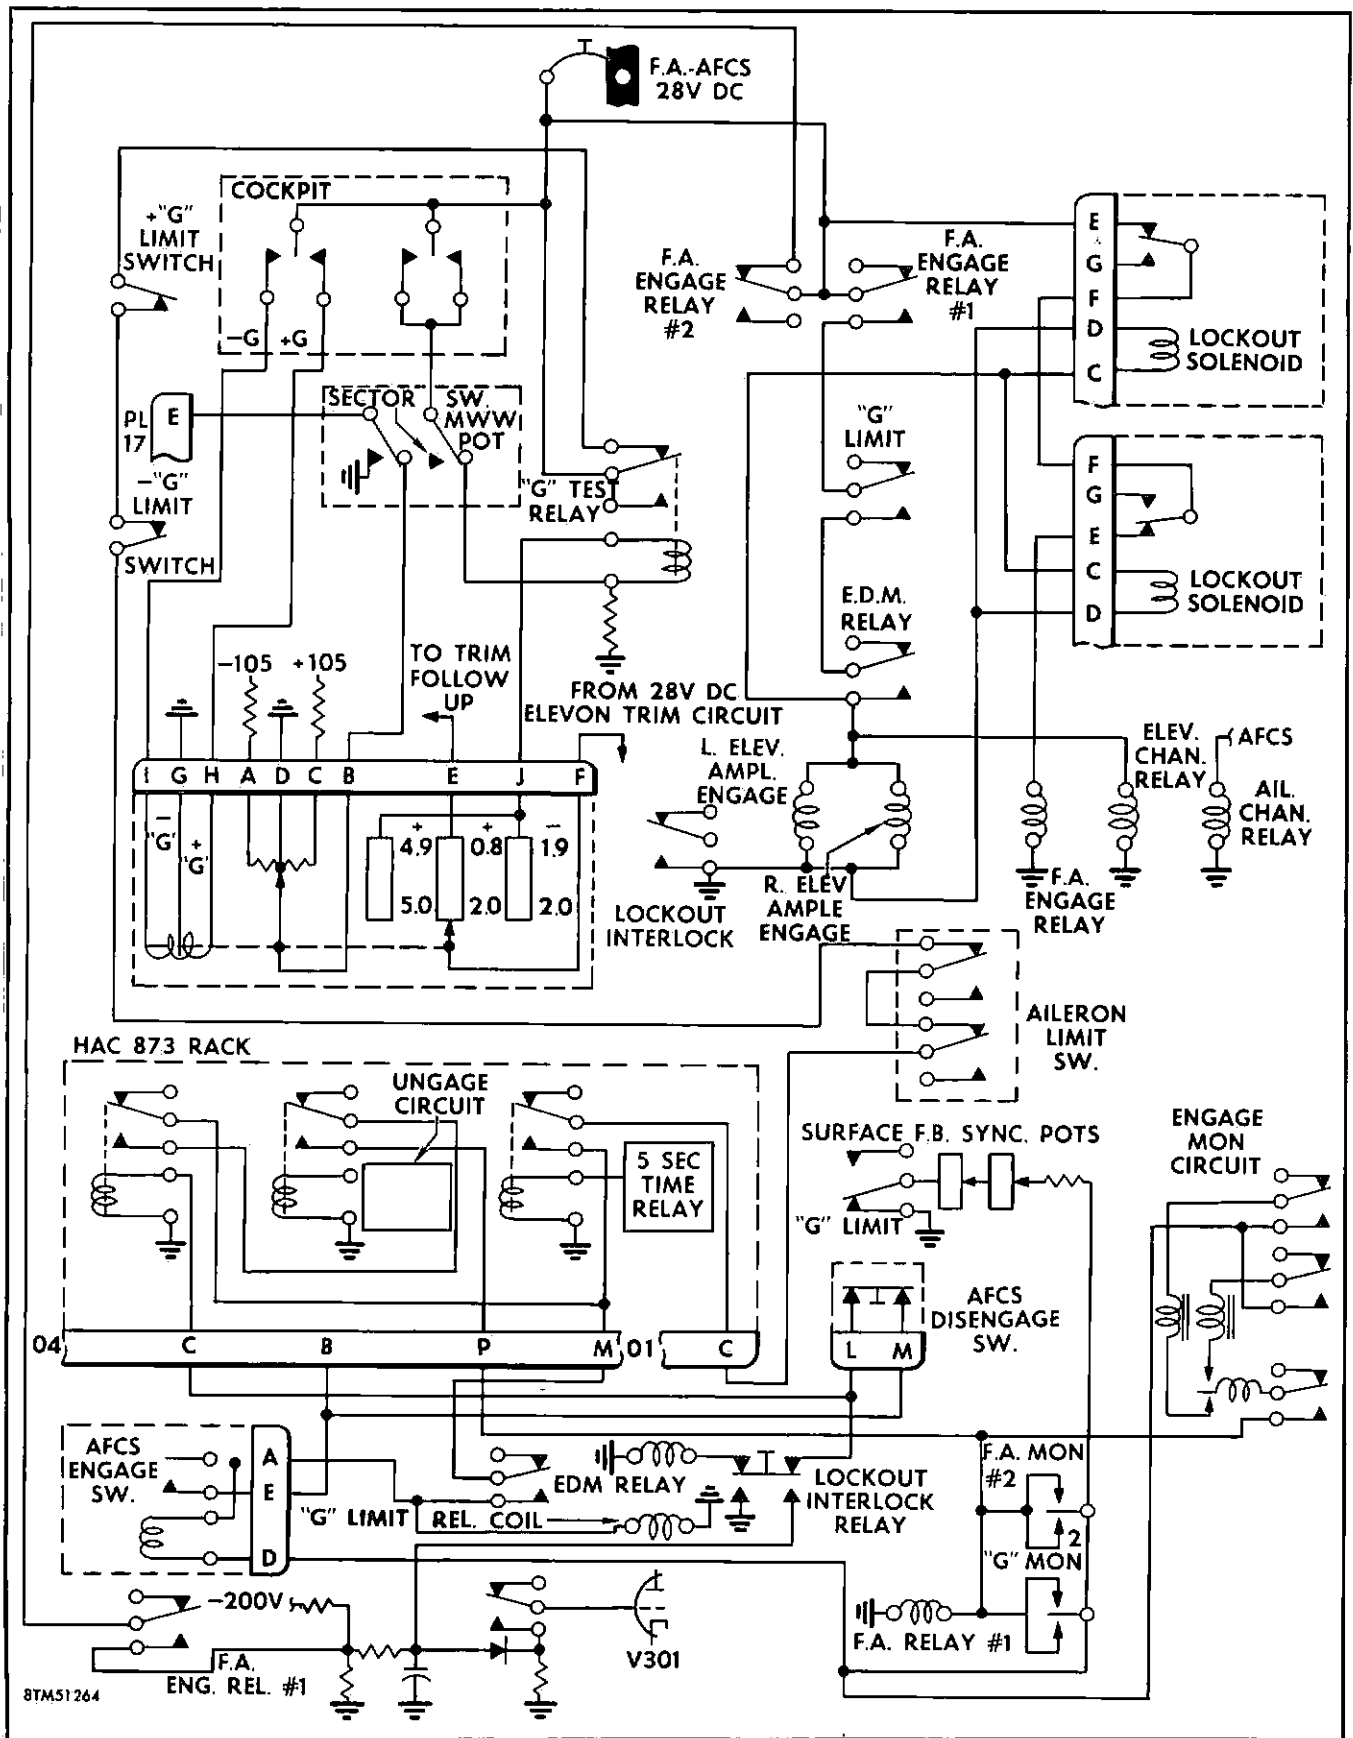 F.A.-AFCS
28V DC
COCKPIT
+"G"
LIMIT
SWITCH
-G +G
F.A.
ENGAGE
RELAY
#2
F.A.
ENGAGE
RELAY
#1
E
G
F
D
C
LOCKOUT
SOLENOID
PL
17
E
SECTOR
SW.
MWW
POT
-"G"
LIMIT
SWITCH
"G" TEST
RELAY
"G"
LIMIT
F
G
E
C
D
LOCKOUT
SOLENOID
E.D.M.
RELAY
-105 +105
TO TRIM
FOLLOW
UP
FROM 28V DC
ELEVON TRIM CIRCUIT
I G H A D C B E J F
- 'G'
+ 'G'
+ + -
4.9 0.8 1.9
5.0 2.0 2.0
L. ELEV.
AMPL.
ENGAGE
LOCKOUT
INTERLOCK
R. ELEV
AMPLE
ENGAGE
ELEV.
CHAN.
RELAY
AFCS
AIL.
CHAN.
RELAY
F.A.
ENGAGE
RELAY
AILERON
LIMIT
SW.
HAC 873 RACK
UNGAGE
CIRCUIT
5 SEC
TIME
RELAY
SURFACE F.B. SYNC. POTS
"G" LIMIT
ENGAGE
MON
CIRCUIT
04 C B P M 01 C
L M
AFCS
DISENGAGE
SW.
AFCS
ENGAGE
SW.
A
E
D
"G" LIMIT REL. COIL
EDM RELAY
LOCKOUT
INTERLOCK
RELAY
F.A. MON
#2
2
"G" MON
F.A. RELAY #1
-200V
F.A.
ENG. REL. #1
V301
8TM51264